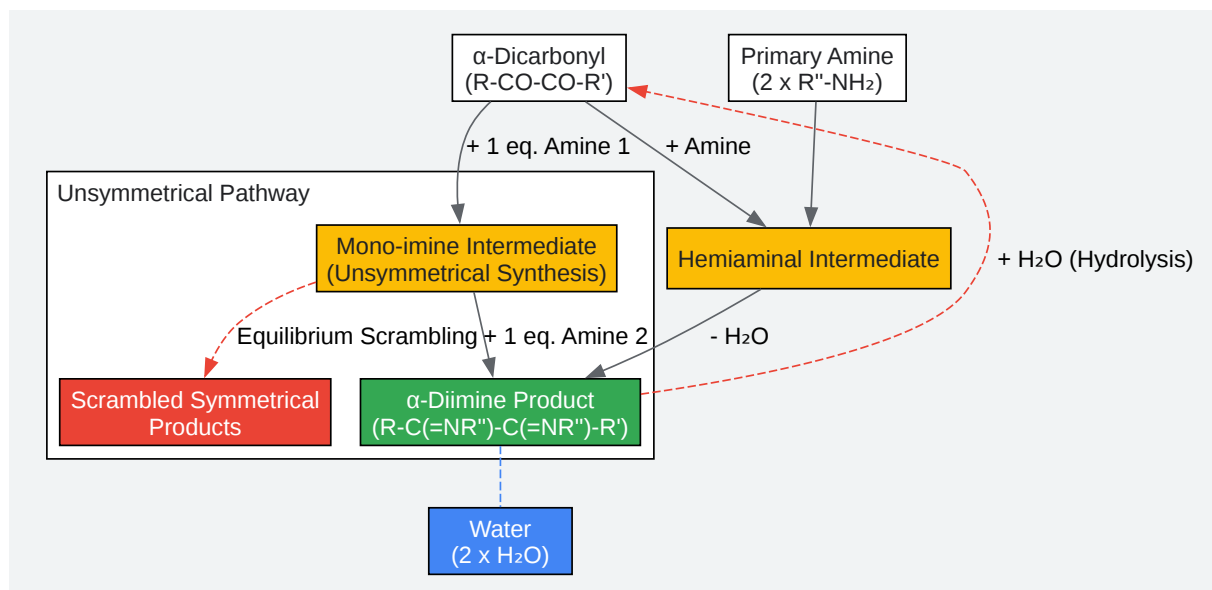 α-Dicarbonyl
(R-CO-CO-R')
Primary Amine
(2 x R"-NH₂)
+ 1 eq. Amine 1
+ Amine
Unsymmetrical Pathway
Mono-imine Intermediate
(Unsymmetrical Synthesis)
Hemiaminal Intermediate
+ H₂O (Hydrolysis)
Equilibrium Scrambling
+ 1 eq. Amine 2
- H₂O
Scrambled Symmetrical
Products
α-Diimine Product
(R-C(=NR")-C(=NR")-R')
Water
(2 x H₂O)